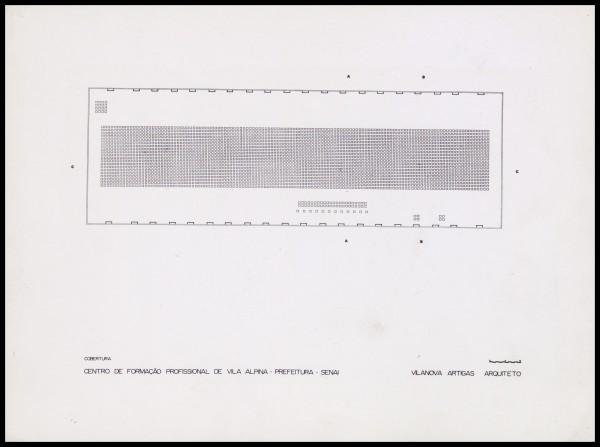 A B
C C
A B
COBERTURA
CENTRO DE FORMAÇÃO PROFISSIONAL DE VILA ALPINA - PREFEITURA - SENAI
VILANOVA ARTIGAS ARQUITETO